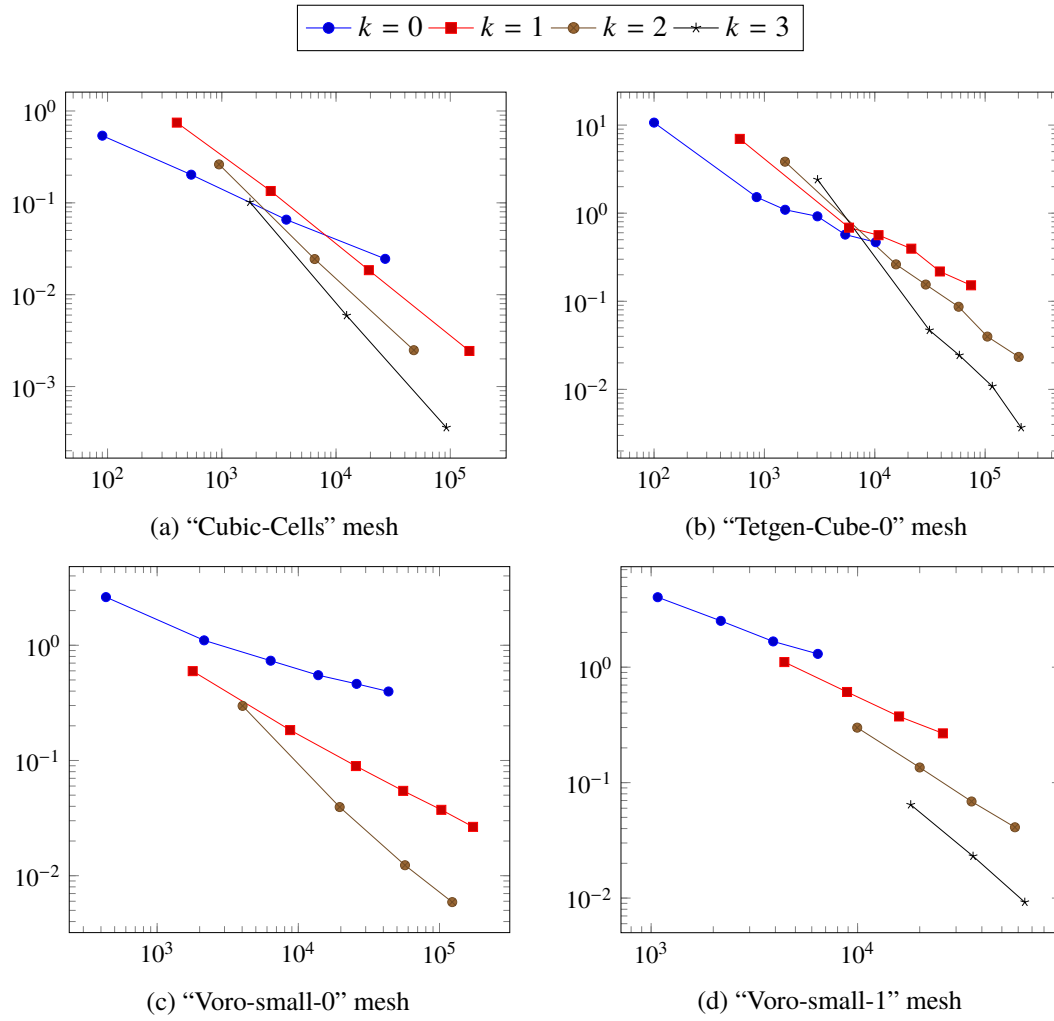 k = 0 k = 1 k = 2 k = 3
10^0
10^-1
10^-2
10^-3
10^2 10^3 10^4 10^5
(a) “Cubic-Cells” mesh
10^1
10^0
10^-1
10^-2
10^2 10^3 10^4 10^5
(b) “Tetgen-Cube-0” mesh
10^0
10^-1
10^-2
10^3 10^4 10^5
(c) “Voro-small-0” mesh
10^0
10^-1
10^-2
10^3 10^4
(d) “Voro-small-1” mesh